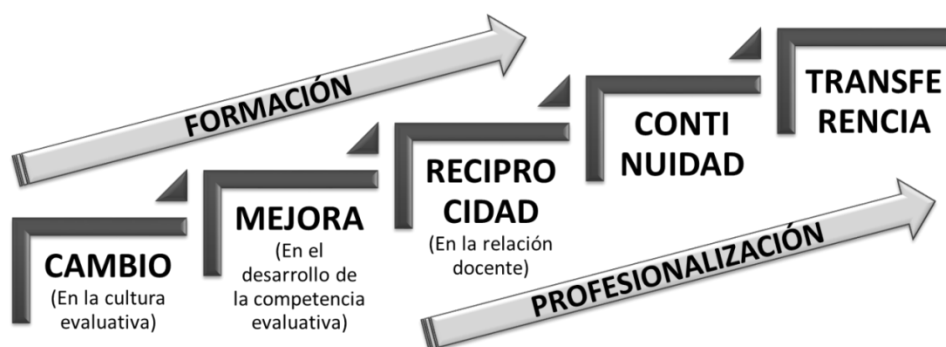 FORMACIÓN
CAMBIO
(En la cultura
evaluativa)
MEJORA
(En el
desarrollo de
la competencia
evaluativa)
RECIPRO
CIDAD
(En la relación
docente)
CONTI
NUIDAD
TRANSFE
RENCIA
PROFESIONALIZACIÓN